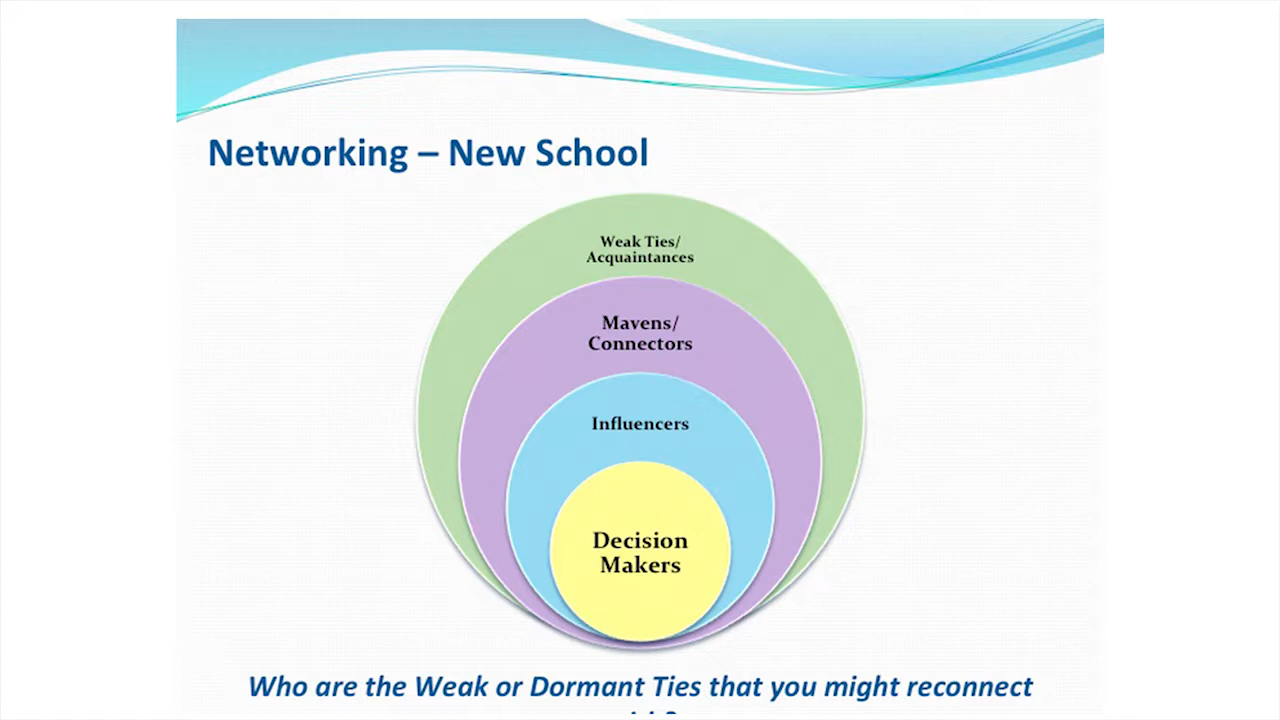 Networking – New School
Weak Ties/
Acquaintances
Mavens/
Connectors
Influencers
Decision
Makers
Who are the Weak or Dormant Ties that you might reconnect